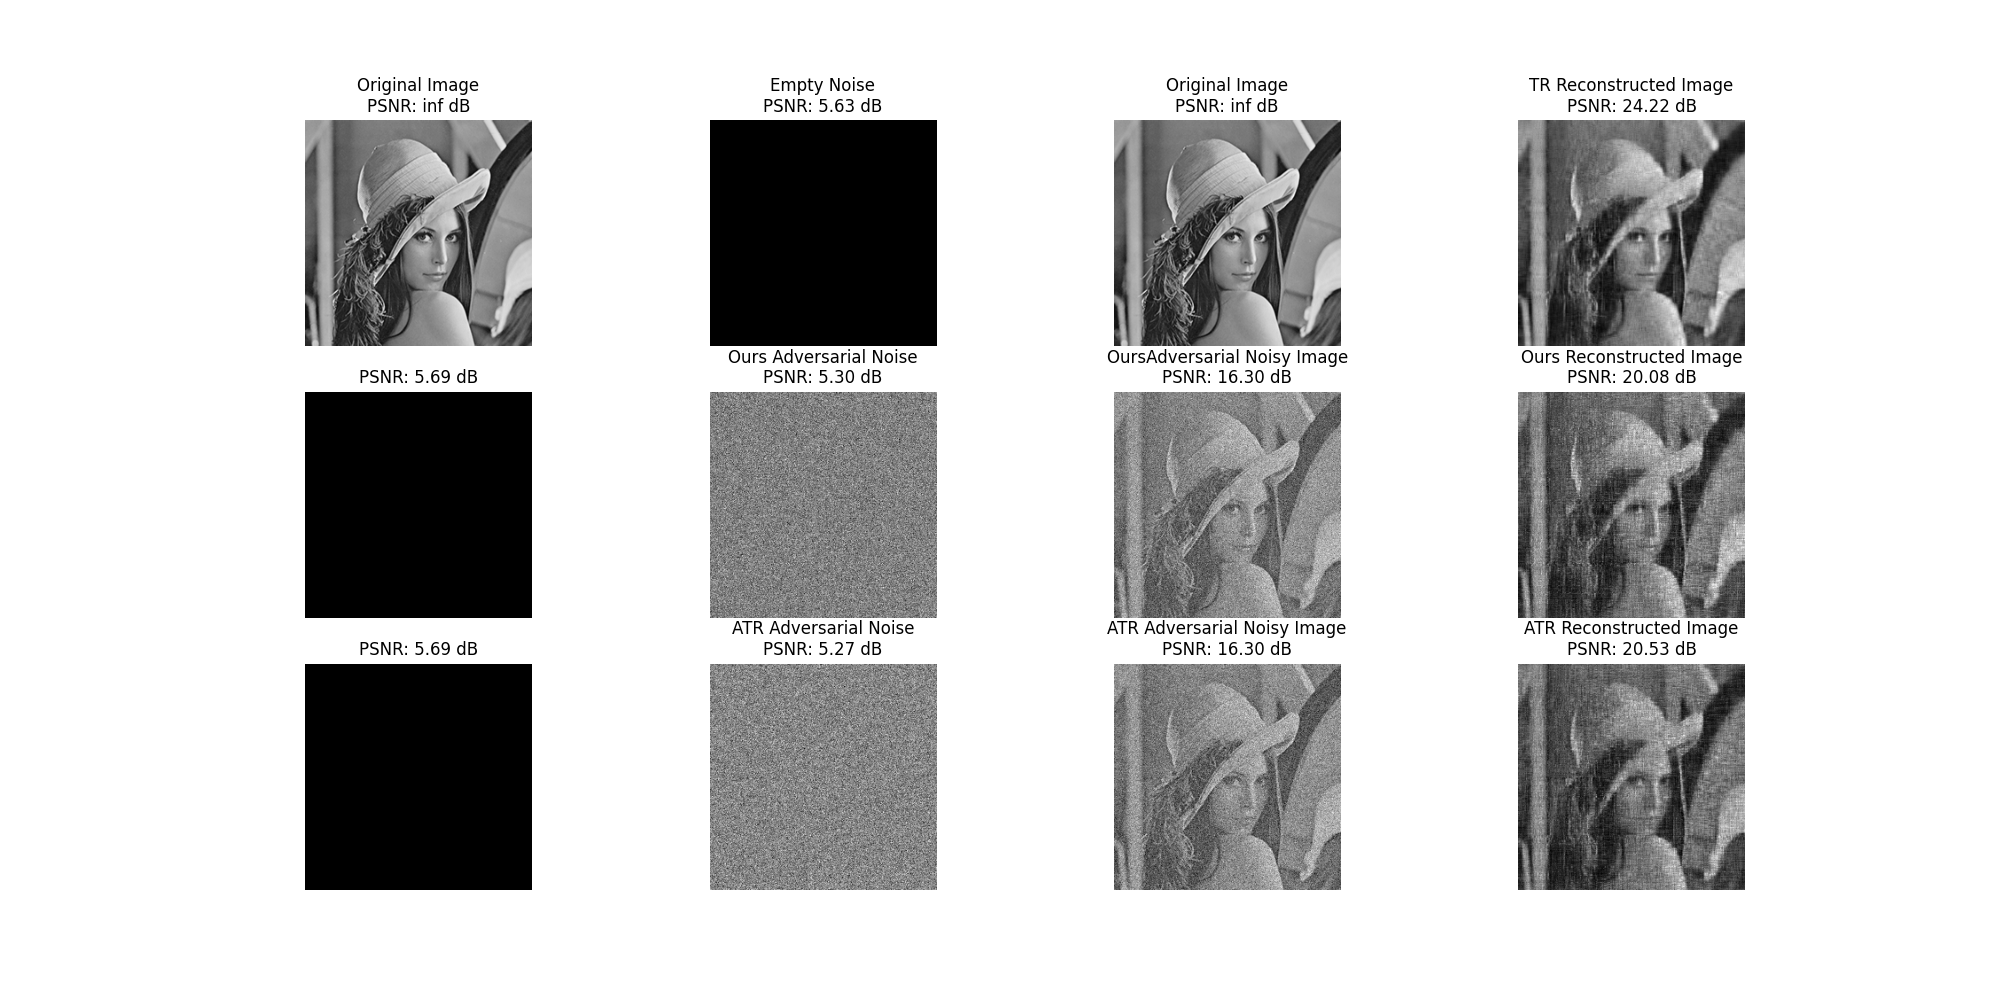 Original Image
PSNR: inf dB
Empty Noise
PSNR: 5.63 dB
Original Image
PSNR: inf dB
TR Reconstructed Image
PSNR: 24.22 dB
PSNR: 5.69 dB
Ours Adversarial Noise
PSNR: 5.30 dB
OursAdversarial Noisy Image
PSNR: 16.30 dB
Ours Reconstructed Image
PSNR: 20.08 dB
PSNR: 5.69 dB
ATR Adversarial Noise
PSNR: 5.27 dB
ATR Adversarial Noisy Image
PSNR: 16.30 dB
ATR Reconstructed Image
PSNR: 20.53 dB